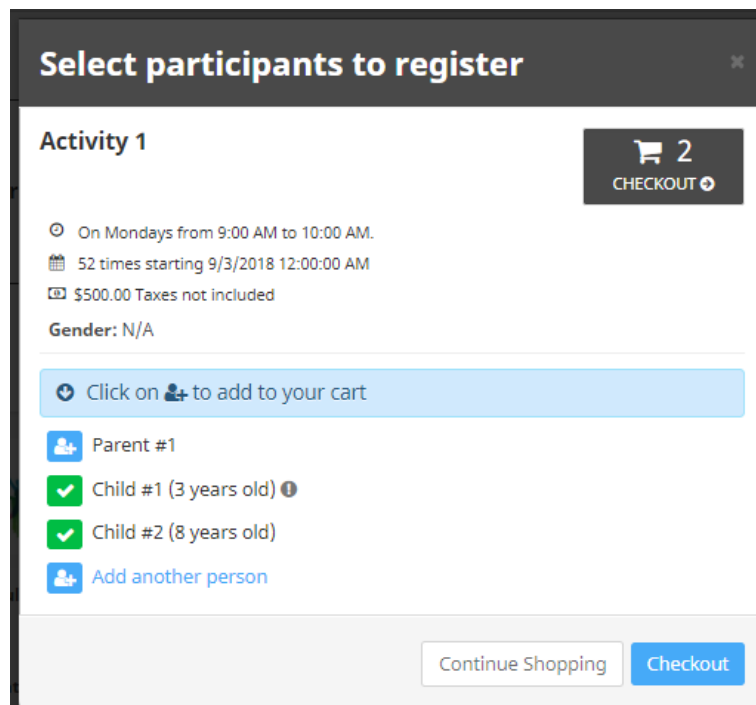 Select participants to register
Activity 1
2
CHECKOUT
On Mondays from 9:00 AM to 10:00 AM.
52 times starting 9/3/2018 12:00:00 AM
$500.00 Taxes not included
Gender: N/A
Click on to add to your cart
Parent #1
Child #1 (3 years old)
Child #2 (8 years old)
Add another person
Continue Shopping
Checkout